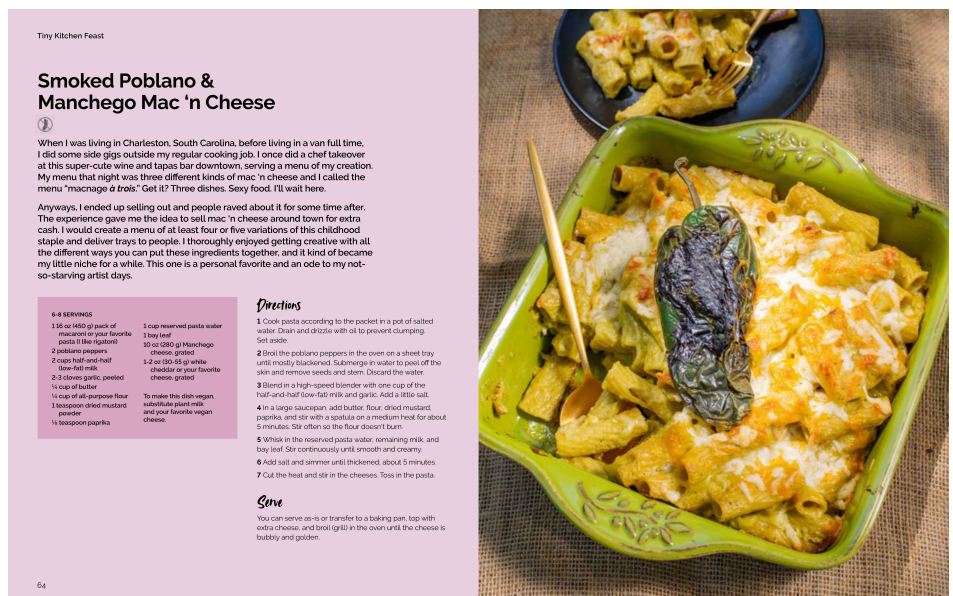 Tiny Kitchen Feast
Smoked Poblano &
Manchego Mac ‘n Cheese
When I was living in Charleston, South Carolina, before living in a van full time,
I did some side gigs outside my regular cooking job. I once did a chef takeover
at this super-cute wine and tapas bar downtown, serving a menu of my creation.
My menu that night was three different kinds of mac ’n cheese and I called the
menu “macnage à trois.” Get it? Three dishes. Sexy food. I’ll wait here.
Anyways, I ended up selling out and people raved about it for some time after.
The experience gave me the idea to sell mac ’n cheese around town for extra
cash. I would create a menu of at least four or five variations of this childhood
staple and deliver trays to people. I thoroughly enjoyed getting creative with all
the different ways you can put these ingredients together, and it kind of became
my little niche for a while. This one is a personal favorite and an ode to my not-
so-starving artist days.
6-8 SERVINGS
1 16 oz (450 g) pack of
macaroni or your favorite
pasta (I like rigatoni)
2 poblano peppers
2 cups half-and-half
(low-fat) milk
2-3 cloves garlic, peeled
¼ cup of butter
¼ cup of all-purpose flour
1 teaspoon dried mustard
powder
⅛ teaspoon paprika
1 cup reserved pasta water
1 bay leaf
10 oz (280 g) Manchego
cheese, grated
1-2 oz (30-55 g) white
cheddar or your favorite
cheese, grated
To make this dish vegan,
substitute plant milk
and your favorite vegan
cheese.
Directions
1 Cook pasta according to the packet in a pot of salted
water. Drain and drizzle with oil to prevent clumping.
Set aside.
2 Broil the poblano peppers in the oven on a sheet tray
until mostly blackened. Submerge in water to peel off the
skin and remove seeds and stem. Discard the water.
3 Blend in a high-speed blender with one cup of the
half-and-half (low-fat) milk and garlic. Add a little salt.
4 In a large saucepan, add butter, flour, dried mustard,
paprika, and stir with a spatula on a medium heat for about
5 minutes. Stir often so the flour doesn’t burn.
5 Whisk in the reserved pasta water, remaining milk, and
bay leaf. Stir continuously until smooth and creamy.
6 Add salt and simmer until thickened, about 5 minutes.
7 Cut the heat and stir in the cheeses. Toss in the pasta.
Serve
You can serve as-is or transfer to a baking pan, top with
extra cheese, and broil (grill) in the oven until the cheese is
bubbly and golden.
64